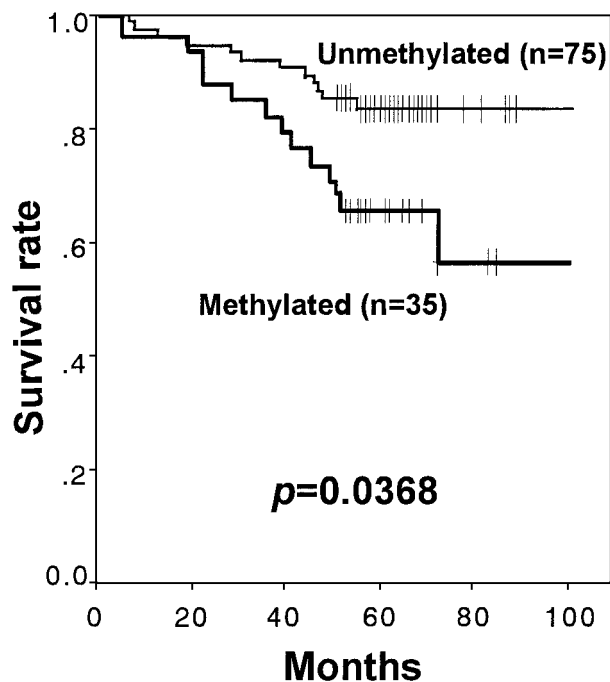 1.0
Unmethylated (n=75)
.8
.6
Methylated (n=35)
.4
p=0.0368
.2
0.0
0 20 40 60 80 100
Months
Survival rate